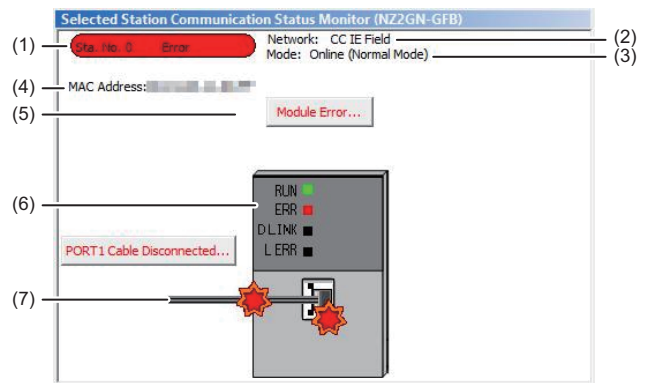 Selected Station Communication Status Monitor (NZ2GN-GFB)
(1)
Sta. No. 0 Error
Network: CC IE Field
(2)
Mode: Online (Normal Mode)
(3)
(4)
MAC Address:
(5)
Module Error...
(6)
RUN
ERR
D LINK
L ERR
PORT1 Cable Disconnected...
(7)